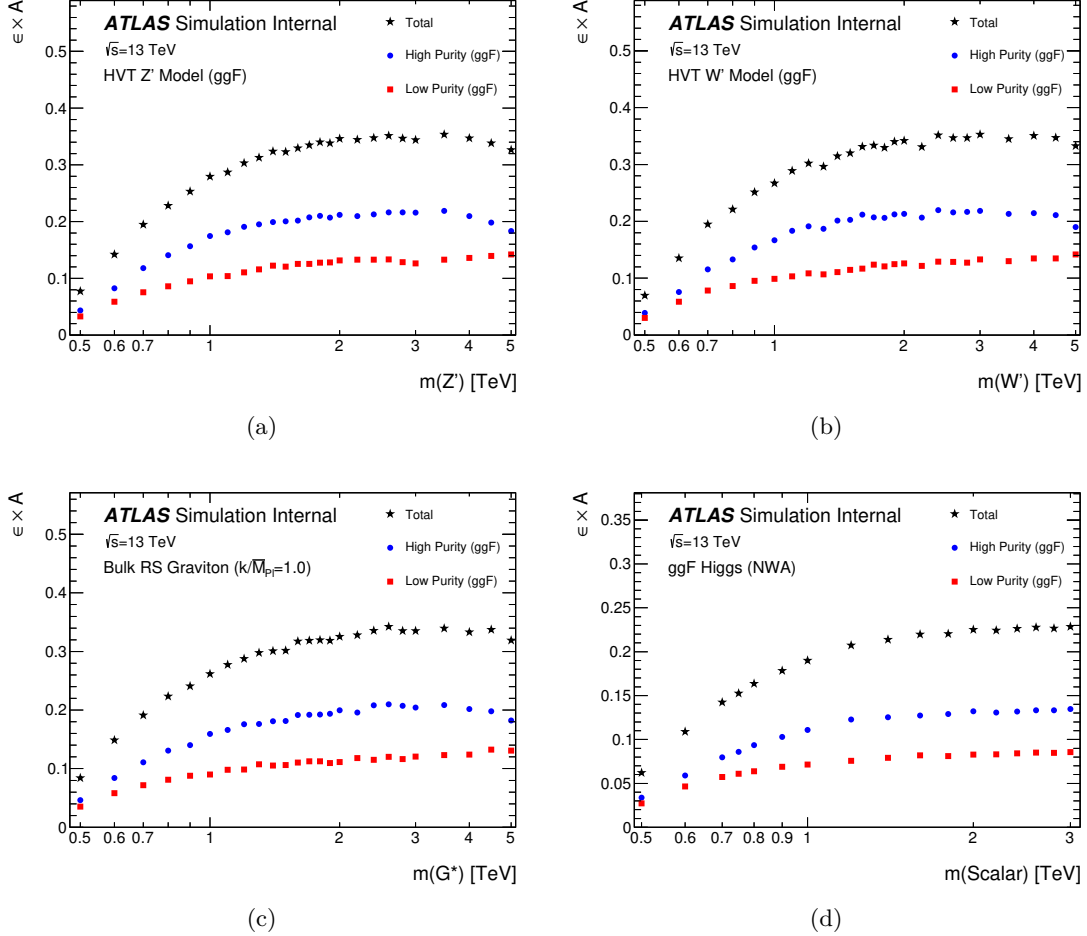 ϵ × A
ATLAS Simulation Internal
√s=13 TeV
HVT Z' Model (ggF)
Total
High Purity (ggF)
Low Purity (ggF)
0.5
0.4
0.3
0.2
0.1
0
0.5 0.6 0.7 1 2 3 4 5
m(Z') [TeV]
(a)
ϵ × A
ATLAS Simulation Internal
√s=13 TeV
HVT W' Model (ggF)
Total
High Purity (ggF)
Low Purity (ggF)
0.5
0.4
0.3
0.2
0.1
0
0.5 0.6 0.7 1 2 3 4 5
m(W') [TeV]
(b)
ϵ × A
ATLAS Simulation Internal
√s=13 TeV
Bulk RS Graviton (k/M̅Pl=1.0)
Total
High Purity (ggF)
Low Purity (ggF)
0.5
0.4
0.3
0.2
0.1
0
0.5 0.6 0.7 1 2 3 4 5
m(G*) [TeV]
(c)
ϵ × A
ATLAS Simulation Internal
√s=13 TeV
ggF Higgs (NWA)
Total
High Purity (ggF)
Low Purity (ggF)
0.35
0.3
0.25
0.2
0.15
0.1
0.05
0
0.5 0.6 0.7 0.8 0.9 1 2 3
m(Scalar) [TeV]
(d)